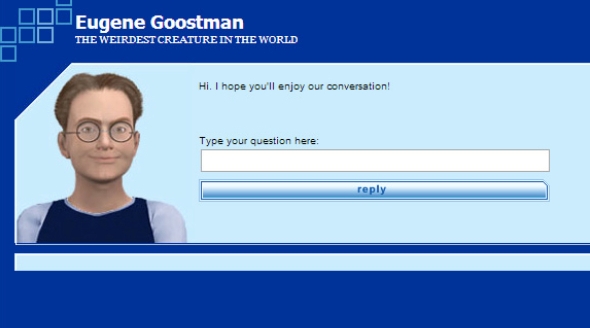 Eugene Goostman
THE WEIRDEST CREATURE IN THE WORLD
Hi. I hope you'll enjoy our conversation!
Type your question here:
reply